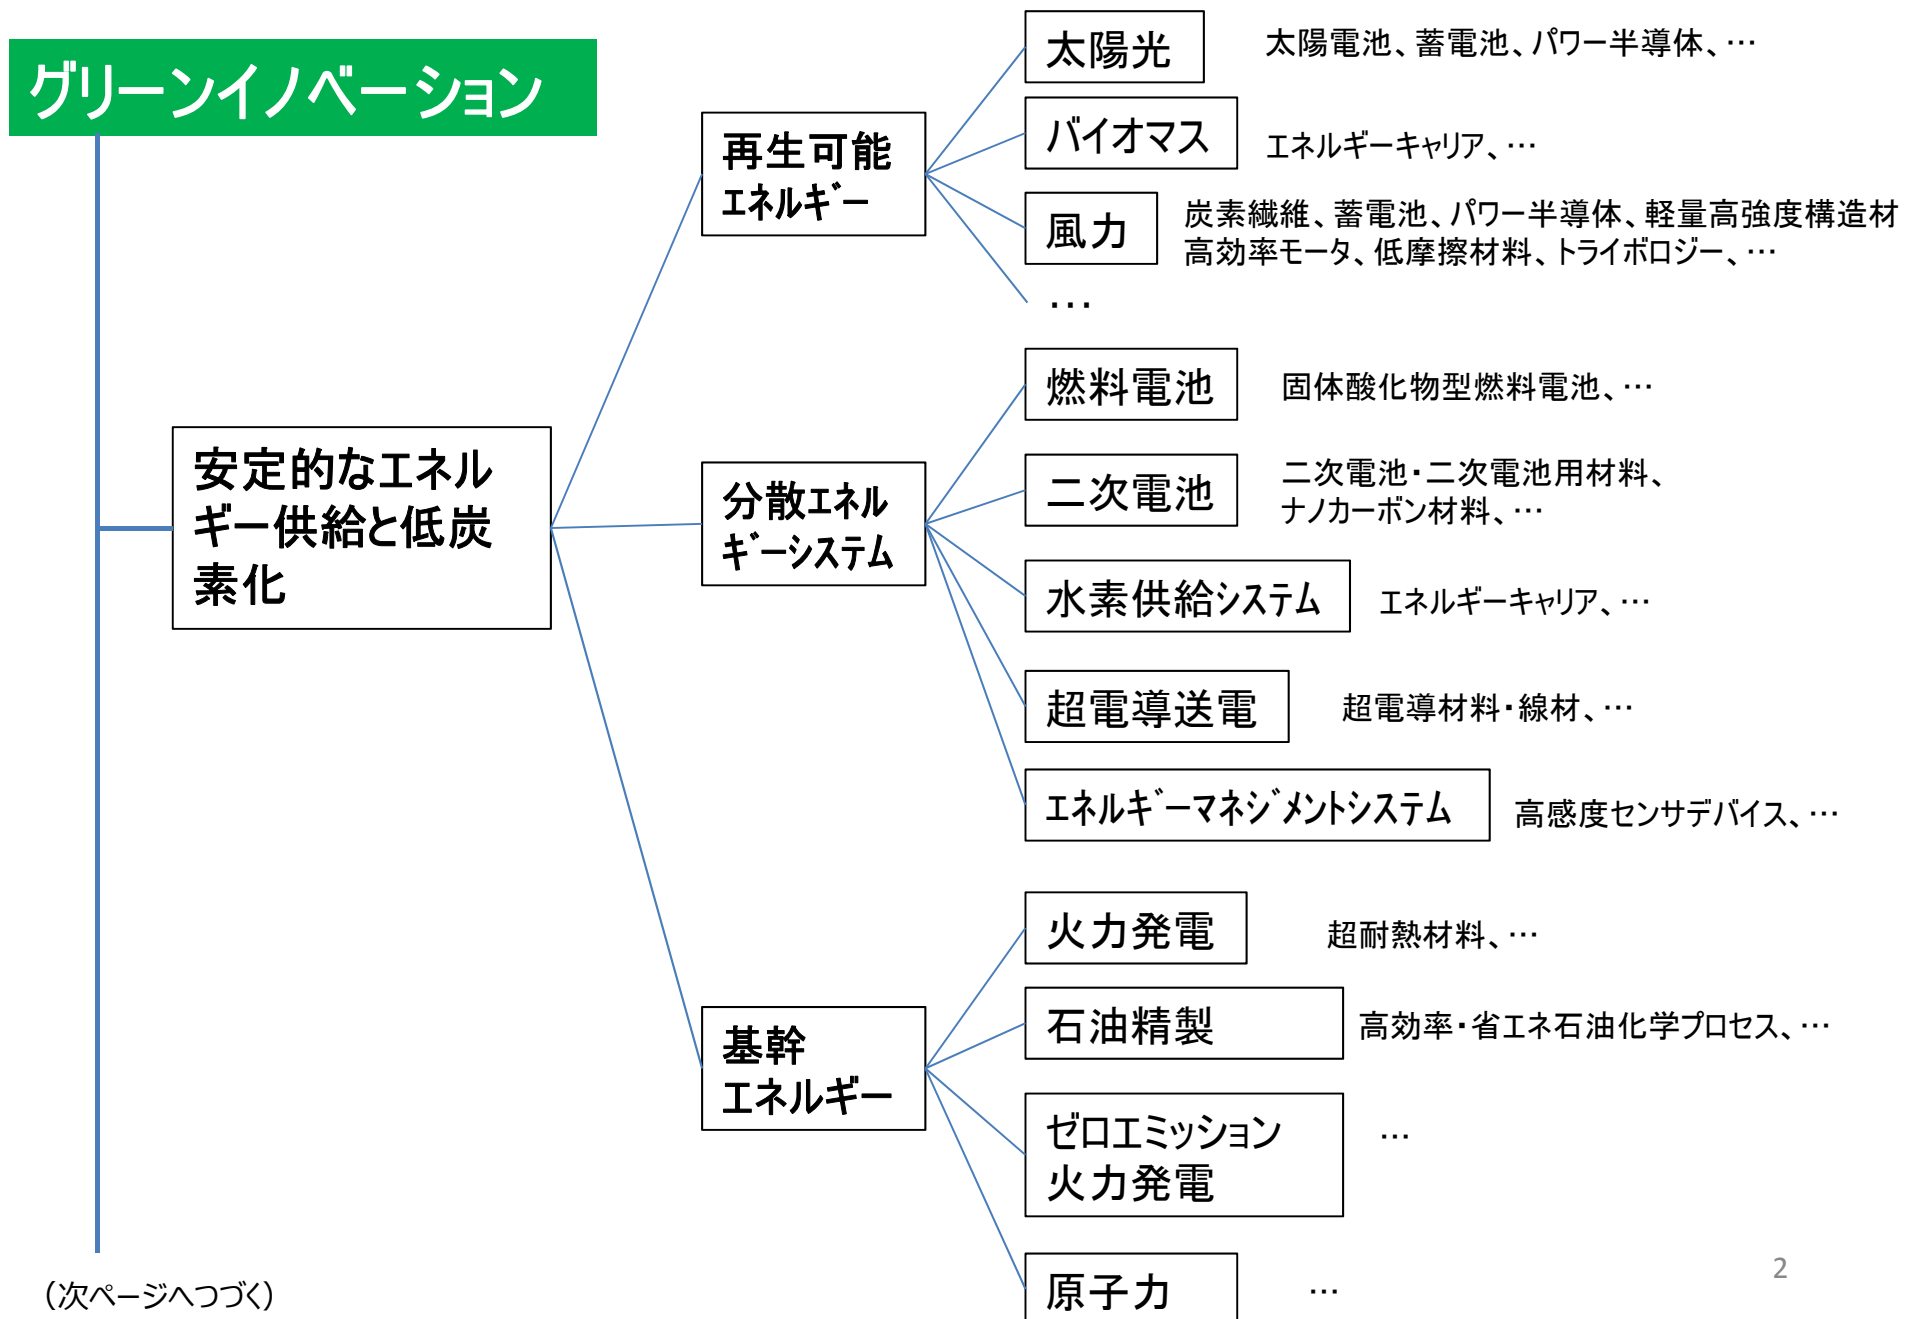 グリーンイノベーション
安定的なエネル
ギー供給と低炭
素化
再生可能
エネルギー
太陽光
太陽電池、蓄電池、パワー半導体、…
バイオマス
エネルギーキャリア、…
風力
炭素繊維、蓄電池、パワー半導体、軽量高強度構造材
高効率モータ、低摩擦材料、トライボロジー、…
・・・
分散エネル
ギーシステム
燃料電池
固体酸化物型燃料電池、…
二次電池
二次電池・二次電池用材料、
ナノカーボン材料、…
水素供給システム
エネルギーキャリア、…
超電導送電
超電導材料・線材、…
エネルギーマネジメントシステム
高感度センサデバイス、…
基幹
エネルギー
火力発電
超耐熱材料、…
石油精製
高効率・省エネ石油化学プロセス、…
ゼロエミッション
火力発電
…
原子力
…
（次ページへつづく）
2